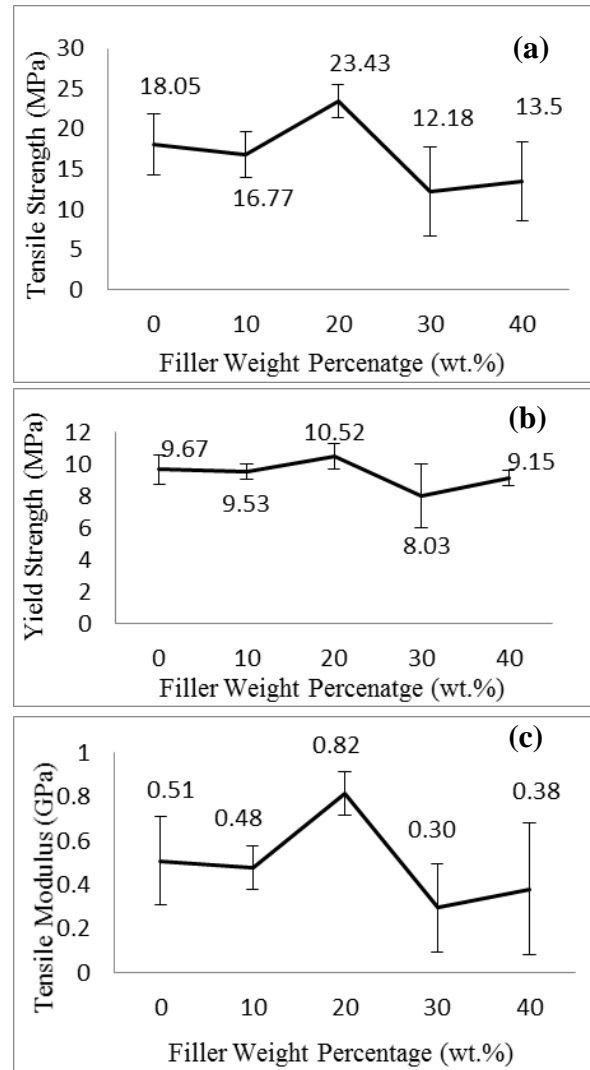 (a)
Tensile Strength (MPa)
30
25
20
15
10
5
0
18.05
16.77
23.43
12.18
13.5
0 10 20 30 40
Filler Weight Percenatge (wt.%)
(b)
Yield Strength (MPa)
12
10
8
6
4
2
0
9.67
9.53
10.52
8.03
9.15
0 10 20 30 40
Filler Weight Percenatge (wt.%)
(c)
Tensile Modulus (GPa)
1
0.8
0.6
0.4
0.2
0
0.51
0.48
0.82
0.30
0.38
0 10 20 30 40
Filler Weight Percentage (wt.%)